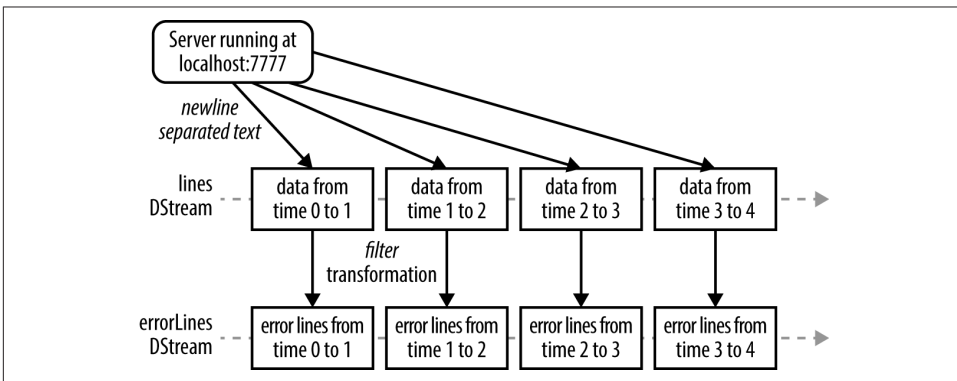 Server running at
localhost:7777
newline
separated text
lines
DStream
data from
time 0 to 1
data from
time 1 to 2
data from
time 2 to 3
data from
time 3 to 4
filter
transformation
errorLines
DStream
error lines from
time 0 to 1
error lines from
time 1 to 2
error lines from
time 2 to 3
error lines from
time 3 to 4